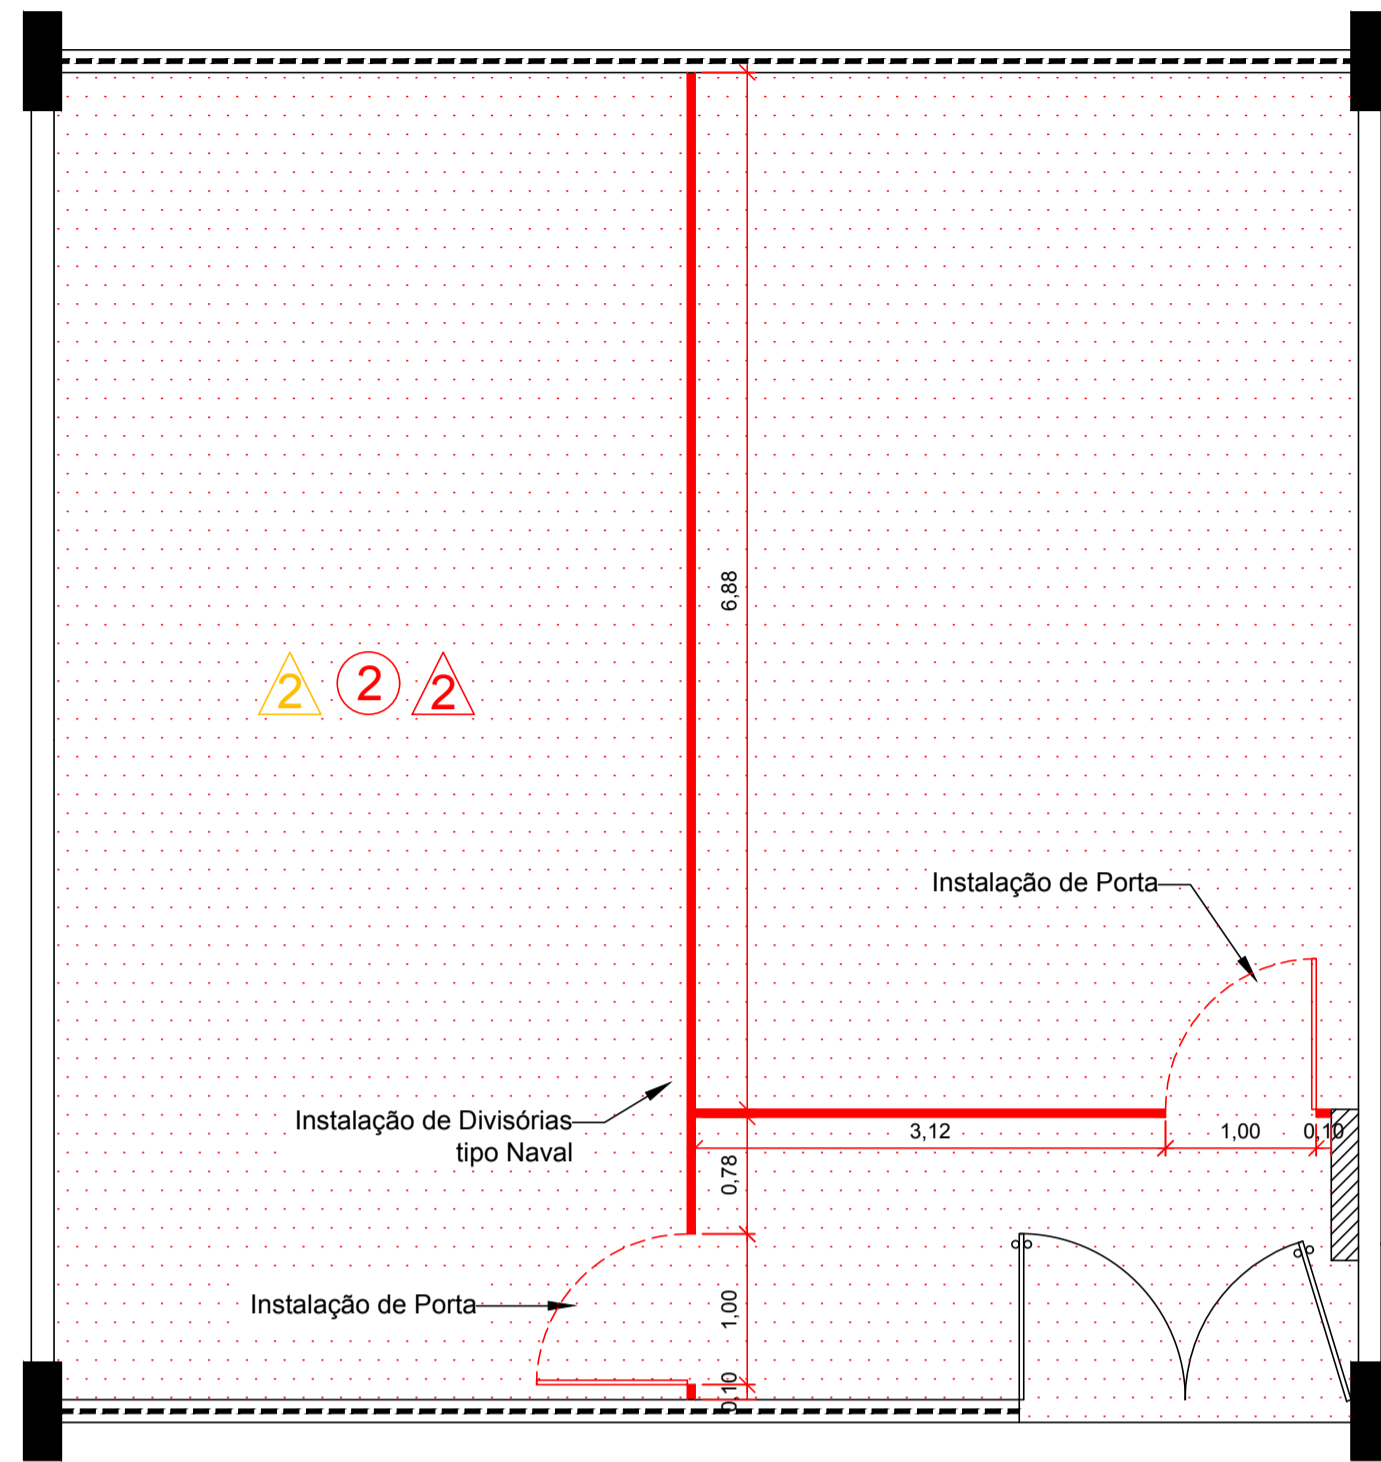 6,88
2 2 2
Instalação de Porta
Instalação de Divisórias
tipo Naval
3,12
1,00
0,10
0,78
Instalação de Porta
1,00
0,10